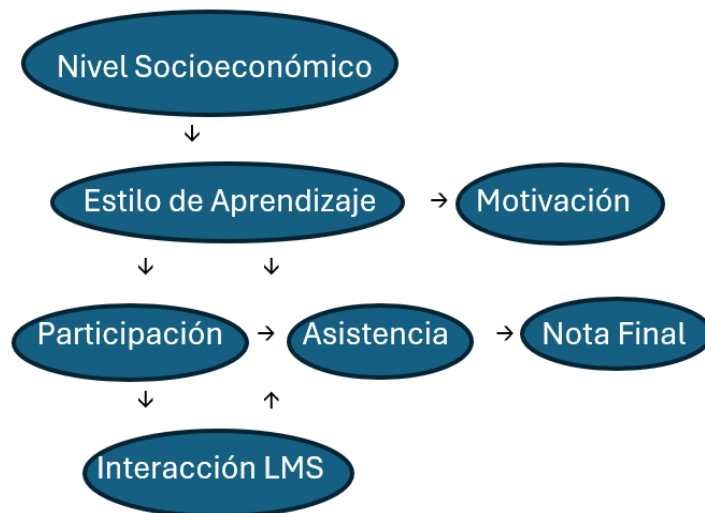 Nivel Socioeconómico
↓
Estilo de Aprendizaje → Motivación
↓ ↓
Participación → Asistencia → Nota Final
↓ ↑
Interacción LMS